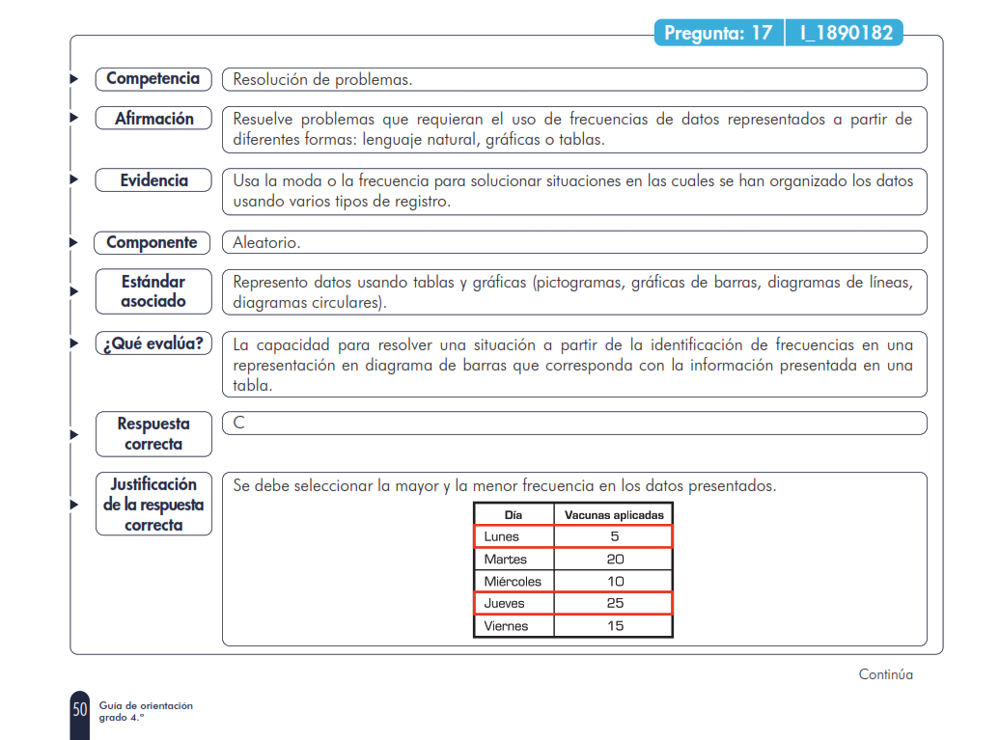 Pregunta: 17 I_1890182
Competencia
Resolución de problemas.
Afirmación
Resuelve problemas que requieran el uso de frecuencias de datos representados a partir de
diferentes formas: lenguaje natural, gráficas o tablas.
Evidencia
Usa la moda o la frecuencia para solucionar situaciones en las cuales se han organizado los datos
usando varios tipos de registro.
Componente
Aleatorio.
Estándar
asociado
Represento datos usando tablas y gráficas (pictogramas, gráficas de barras, diagramas de líneas,
diagramas circulares).
¿Qué evalúa?
La capacidad para resolver una situación a partir de la identificación de frecuencias en una
representación en diagrama de barras que corresponda con la información presentada en una
tabla.
Respuesta
correcta
C
Justificación
de la respuesta
correcta
Se debe seleccionar la mayor y la menor frecuencia en los datos presentados.
Día Vacunas aplicadas
Lunes 5
Martes 20
Miércoles 10
Jueves 25
Viernes 15
Continúa
50
Guía de orientación
grado 4.º